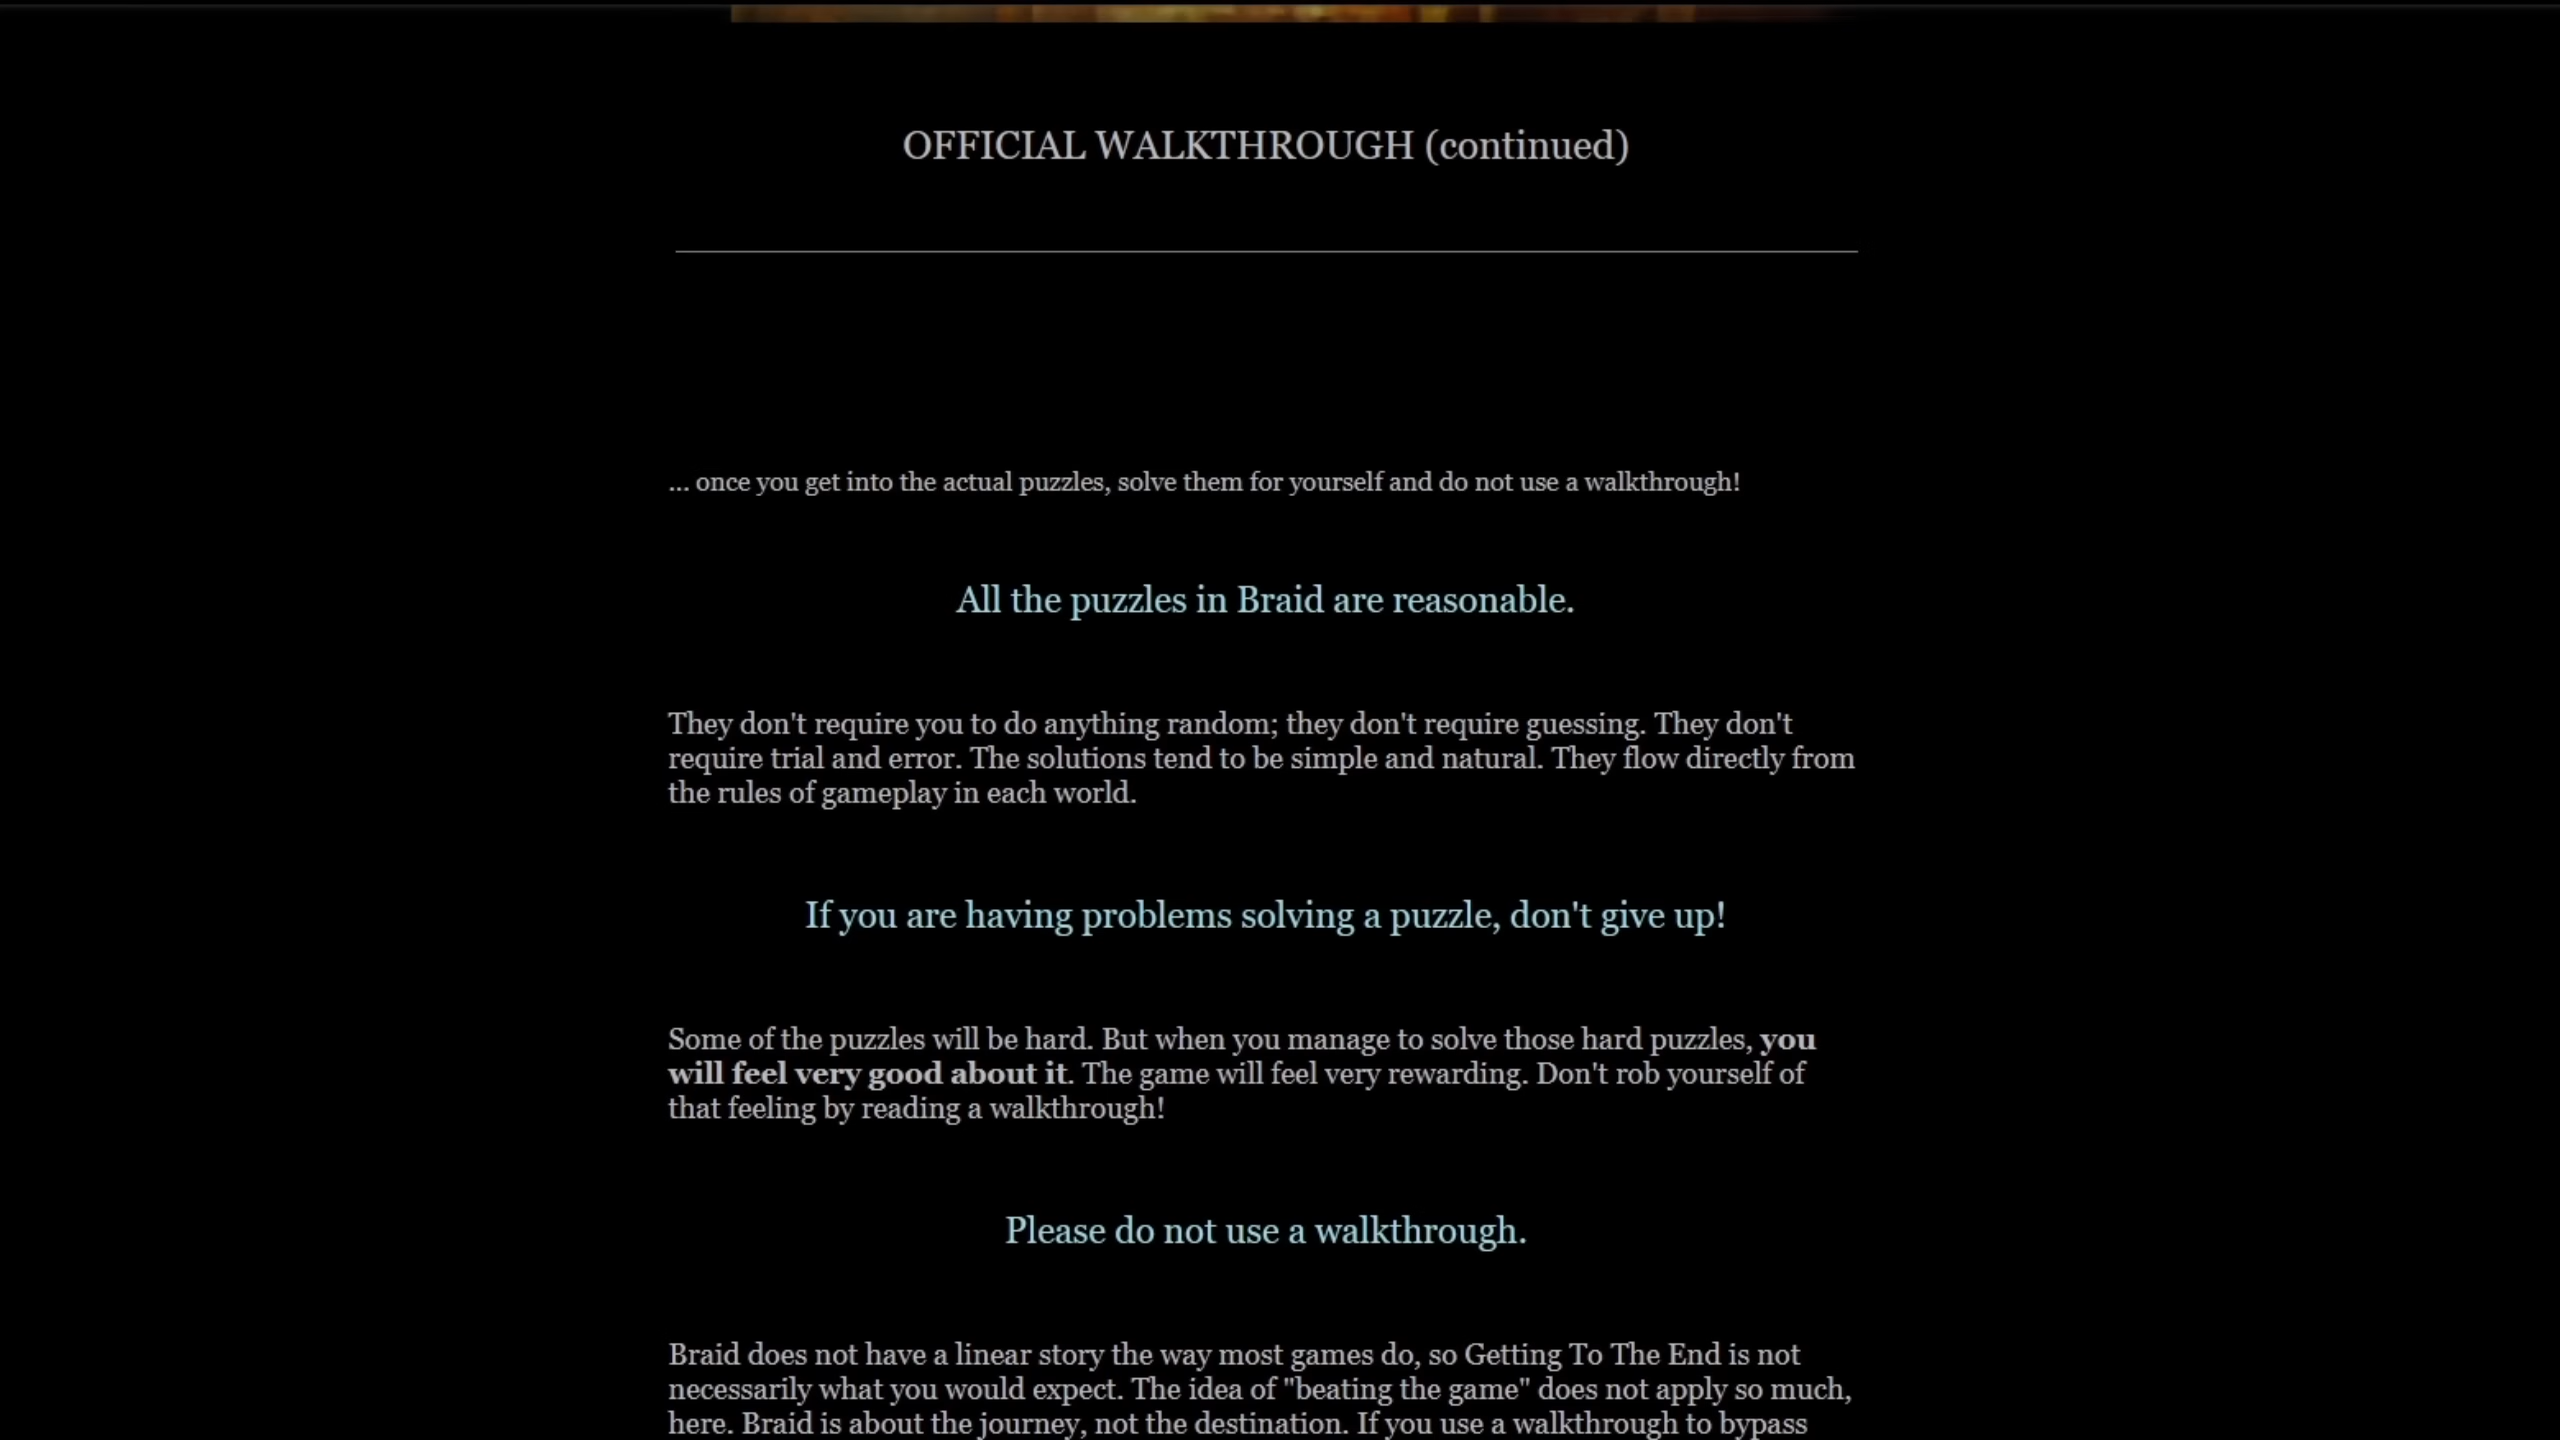 OFFICIAL WALKTHROUGH (continued)
... once you get into the actual puzzles, solve them for yourself and do not use a walkthrough!
All the puzzles in Braid are reasonable.
They don't require you to do anything random; they don't require guessing. They don't
require trial and error. The solutions tend to be simple and natural. They flow directly from
the rules of gameplay in each world.
If you are having problems solving a puzzle, don't give up!
Some of the puzzles will be hard. But when you manage to solve those hard puzzles, you
will feel very good about it. The game will feel very rewarding. Don't rob yourself of
that feeling by reading a walkthrough!
Please do not use a walkthrough.
Braid does not have a linear story the way most games do, so Getting To The End is not
necessarily what you would expect. The idea of "beating the game" does not apply so much,
here. Braid is about the journey, not the destination. If you use a walkthrough to bypass